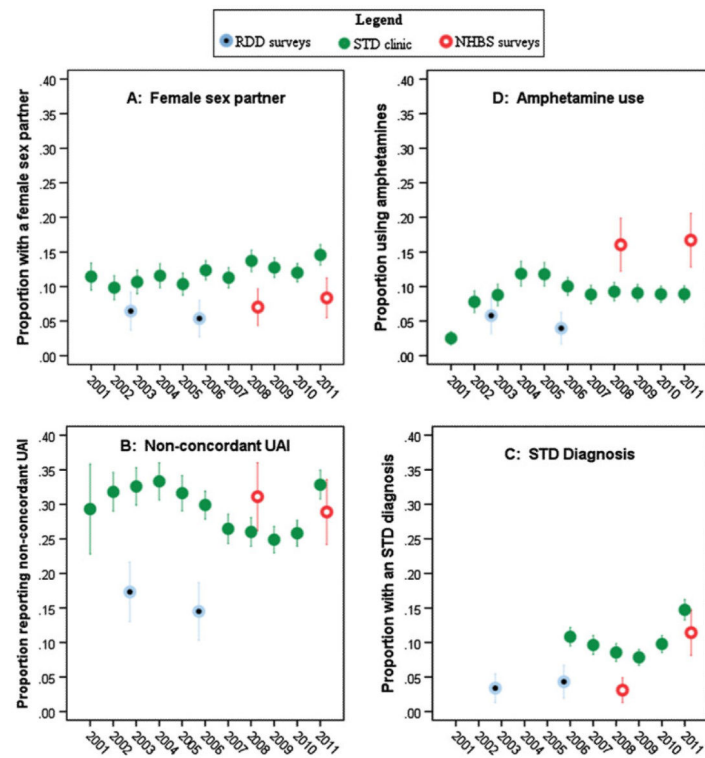 Legend
RDD surveys STD clinic NHBS surveys
A: Female sex partner
Proportion with a female sex partner
.40
.35
.30
.25
.20
.15
.10
.05
.00
2001 2002 2003 2004 2005 2006 2007 2008 2009 2010 2011
D: Amphetamine use
Proportion using amphetamines
.40
.35
.30
.25
.20
.15
.10
.05
.00
2001 2002 2003 2004 2005 2006 2007 2008 2009 2010 2011
B: Non-concordant UAI
Proportion reporting non-concordant UAI
.40
.35
.30
.25
.20
.15
.10
.05
.00
2001 2002 2003 2004 2005 2006 2007 2008 2009 2010 2011
C: STD Diagnosis
Proportion with an STD diagnosis
.40
.35
.30
.25
.20
.15
.10
.05
.00
2001 2002 2003 2004 2005 2006 2007 2008 2009 2010 2011